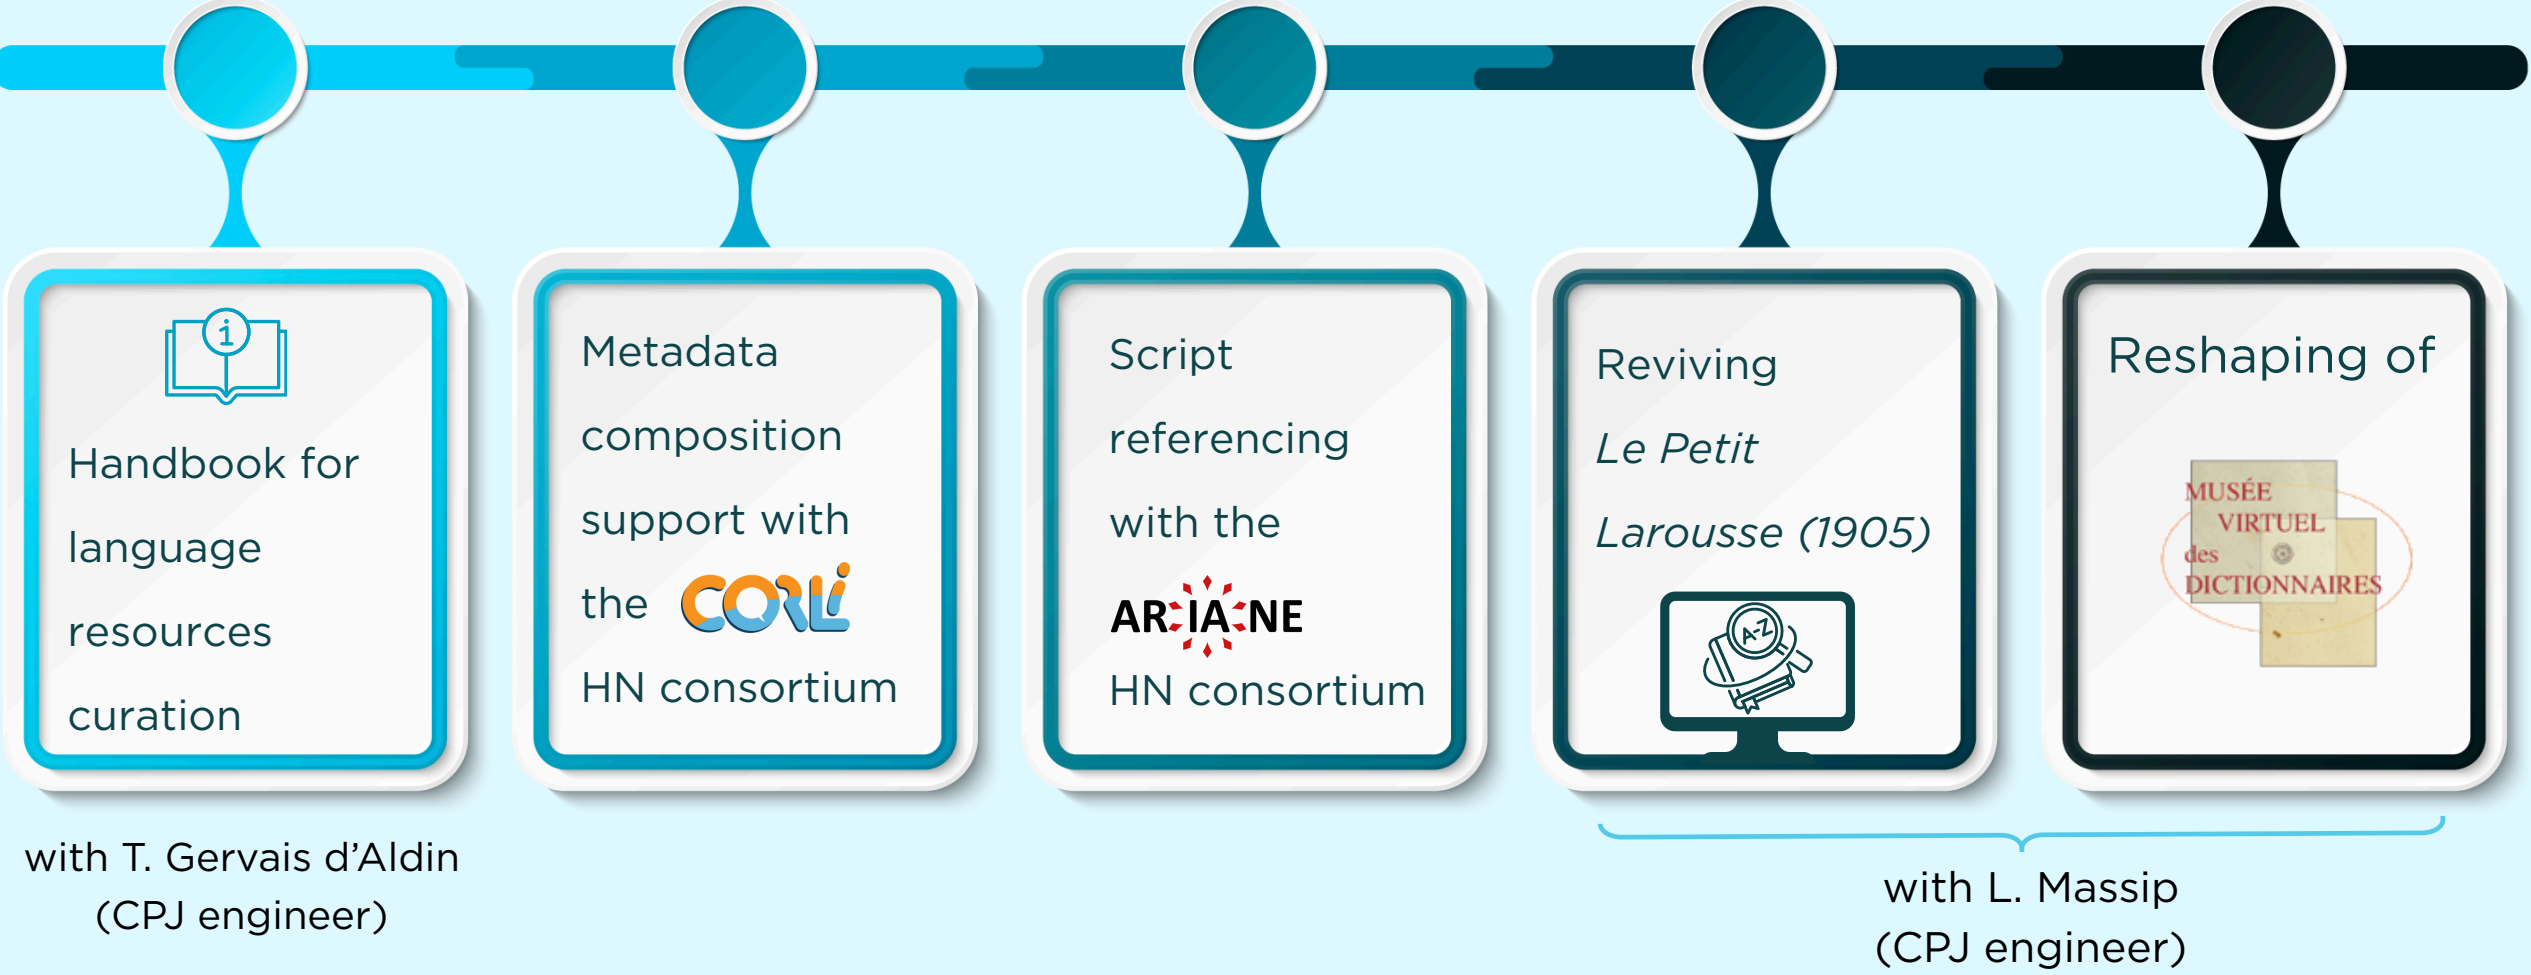 Handbook for
language
resources
curation
with T. Gervais d’Aldin
(CPJ engineer)
Metadata
composition
support with
the CORLi
HN consortium
Script
referencing
with the
ARIANE
HN consortium
Reviving
Le Petit
Larousse (1905)
A-Z
Reshaping of
MUSÉE
VIRTUEL
des
DICTIONNAIRES
with L. Massip
(CPJ engineer)